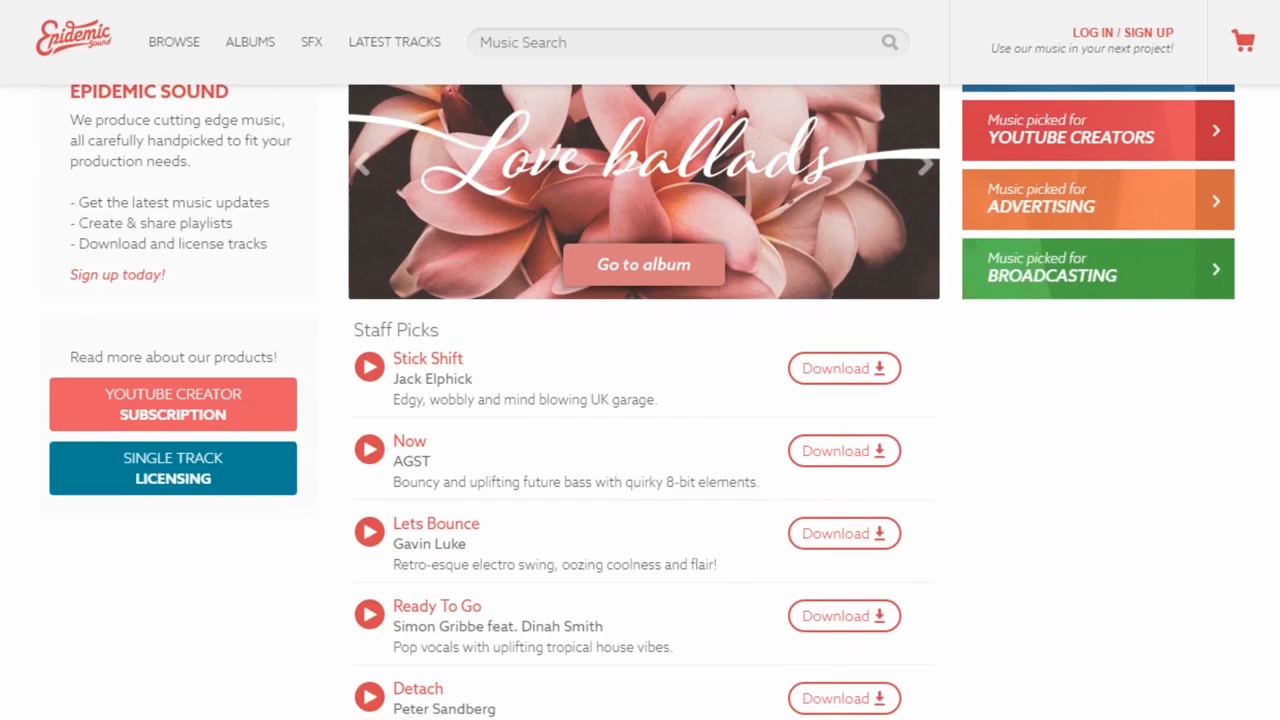 Epidemic
Sound
BROWSE
ALBUMS
SFX
LATEST TRACKS
Music Search
LOG IN / SIGN UP
Use our music in your next project!
EPIDEMIC SOUND
We produce cutting edge music,
all carefully handpicked to fit your
production needs.
- Get the latest music updates
- Create & share playlists
- Download and license tracks
Sign up today!
Read more about our products!
YOUTUBE CREATOR
SUBSCRIPTION
SINGLE TRACK
LICENSING
Love ballads
Go to album
Staff Picks
Stick Shift
Jack Elphick
Edgy, wobbly and mind blowing UK garage.
Download
Now
AGST
Bouncy and uplifting future bass with quirky 8-bit elements.
Download
Lets Bounce
Gavin Luke
Retro-esque electro swing, oozing coolness and flair!
Download
Ready To Go
Simon Gribbe feat. Dinah Smith
Pop vocals with uplifting tropical house vibes.
Download
Detach
Peter Sandberg
Download
Music picked for
YOUTUBE CREATORS
Music picked for
ADVERTISING
Music picked for
BROADCASTING